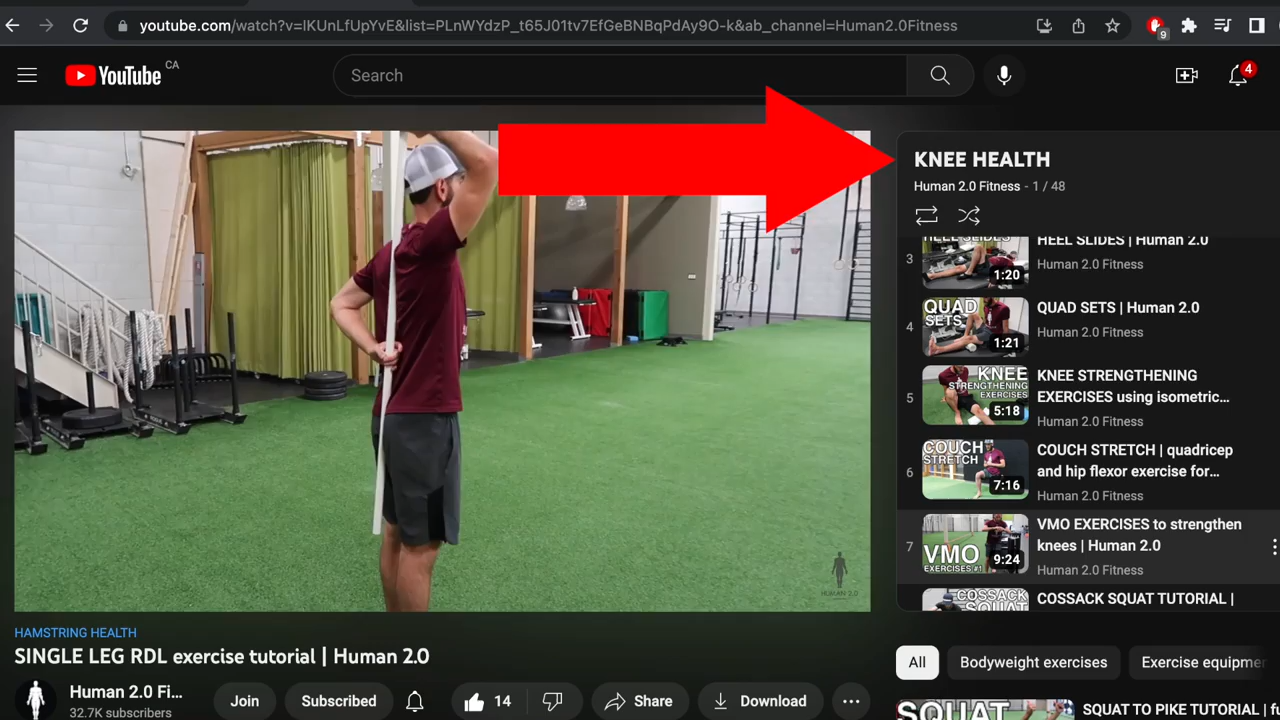 youtube.com/watch?v=IKUnLfUpYvE&list=PLnWYdzP_t65J01tv7EfGeBNBqPdAy9O-k&ab_channel=Human2.0Fitness
9
YouTube CA
Search
4
KNEE HEALTH
Human 2.0 Fitness - 1 / 48
3
HEEL SLIDES
1:20
HEEL SLIDES | Human 2.0
Human 2.0 Fitness
4
QUAD
SETS
1:21
QUAD SETS | Human 2.0
Human 2.0 Fitness
5
KNEE
STRENGTHENING
EXERCISES
5:18
KNEE STRENGTHENING
EXERCISES using isometric...
Human 2.0 Fitness
6
COUCH
STRETCH
7:16
COUCH STRETCH | quadricep
and hip flexor exercise for...
Human 2.0 Fitness
7
VMO
EXERCISES #1
9:24
VMO EXERCISES to strengthen
knees | Human 2.0
Human 2.0 Fitness
COSSACK
SQUAT
COSSACK SQUAT TUTORIAL |
HUMAN 2.0
HAMSTRING HEALTH
SINGLE LEG RDL exercise tutorial | Human 2.0
Human 2.0 Fi...
32.7K subscribers
Join
Subscribed
14
Share
Download
All
Bodyweight exercises
Exercise equipme
SQUAT
SQUAT TO PIKE TUTORIAL | fu